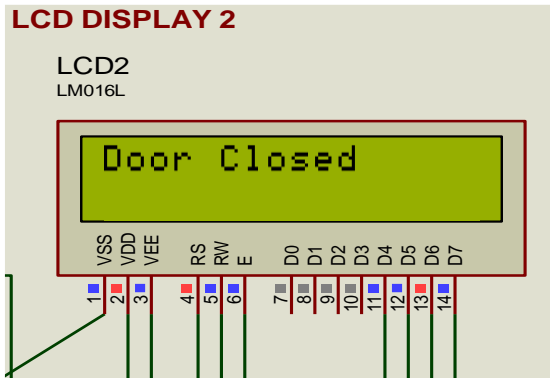 LCD DISPLAY 2
LCD2
LM016L
Door Closed
VSS VDD VEE RS RW E D0 D1 D2 D3 D4 D5 D6 D7
1 2 3 4 5 6 7 8 9 10 11 12 13 14